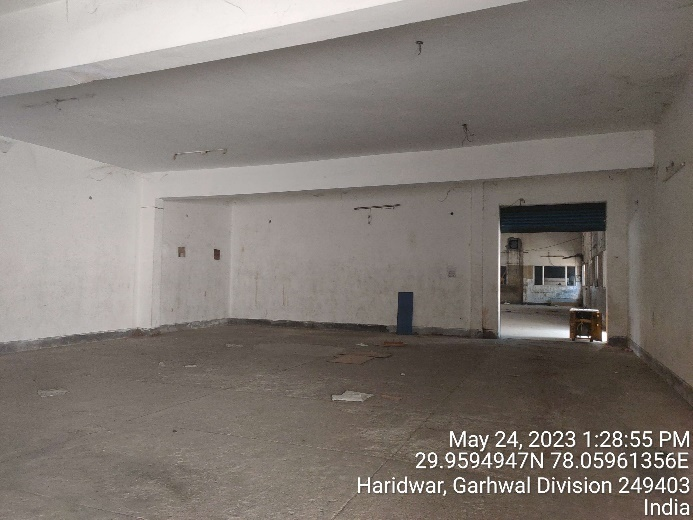 May 24, 2023 1:28:55 PM
29.9594947N 78.05961356E
Haridwar, Garhwal Division 249403
India